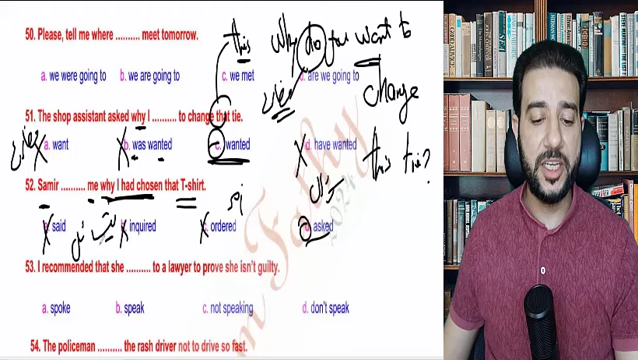 50. Please, tell me where .......... meet tomorrow.
this
Why do you want to
a. we were going to b. we are going to c. we met d. are we going to
change
51. The shop assistant asked why I .......... to change that tie.
a. want b. was wanted c. wanted d. have wanted
this tie?
52. Samir .......... me why I had chosen that T-shirt.
a. said b. inquired c. ordered d. asked
53. I recommended that she .......... to a lawyer to prove she isn't guilty.
a. spoke b. speak c. not speaking d. don't speak
54. The policeman .......... the rash driver not to drive so fast.